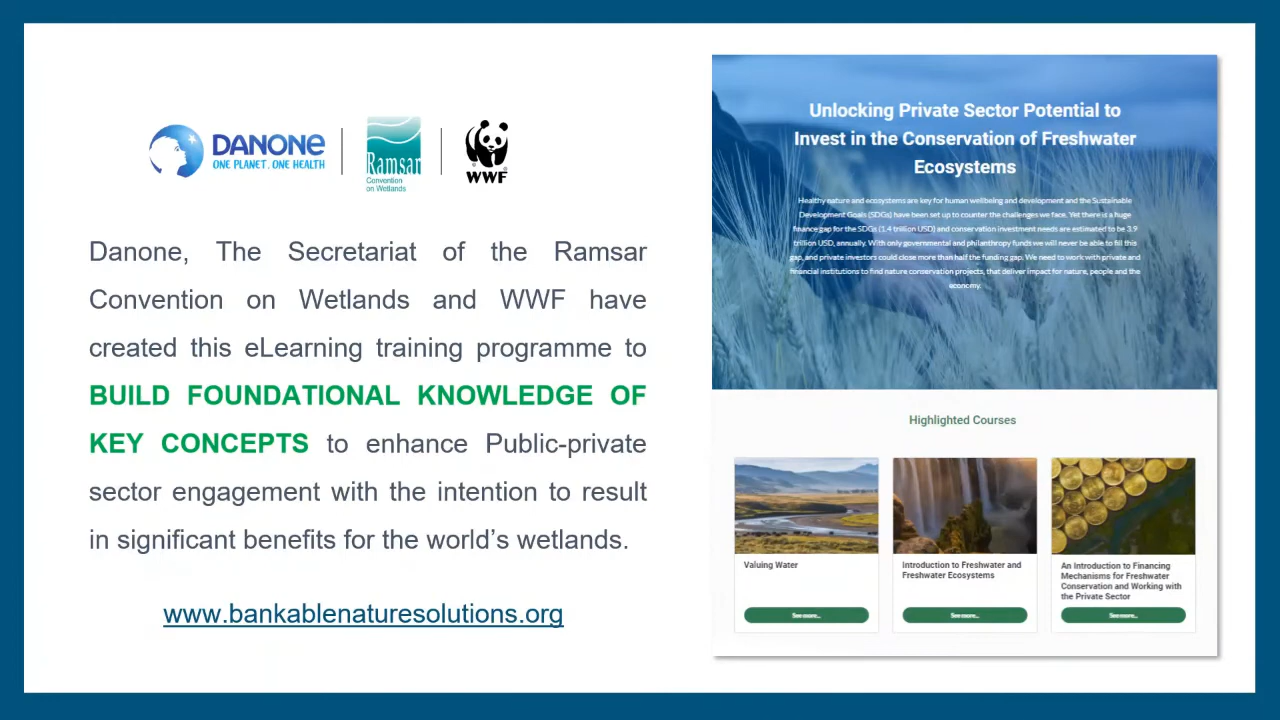 DANONE
ONE PLANET. ONE HEALTH
Ramsar
Convention
on Wetlands
WWF
Danone, The Secretariat of the Ramsar
Convention on Wetlands and WWF have
created this eLearning training programme to
BUILD FOUNDATIONAL KNOWLEDGE OF
KEY CONCEPTS to enhance Public-private
sector engagement with the intention to result
in significant benefits for the world's wetlands.
www.bankablenaturesolutions.org
Unlocking Private Sector Potential to
Invest in the Conservation of Freshwater
Ecosystems
Healthy nature and ecosystems are key for human wellbeing and development and the Sustainable
Development Goals (SDGs) have been set up to counter the challenges we face. Yet there is a huge
finance gap for the SDGs (1.4 trillion USD) and conservation investment needs are estimated to be 3.9
trillion USD, annually. With only governmental and philanthropy funds we will never be able to fill this
gap, and private investors could close more than half the funding gap. We need to work with private and
financial institutions to find nature conservation projects, that deliver impact for nature, people and the
economy.
Highlighted Courses
Valuing Water
See more...
Introduction to Freshwater and
Freshwater Ecosystems
See more...
An Introduction to Financing
Mechanisms for Freshwater
Conservation and Working with
the Private Sector
See more...